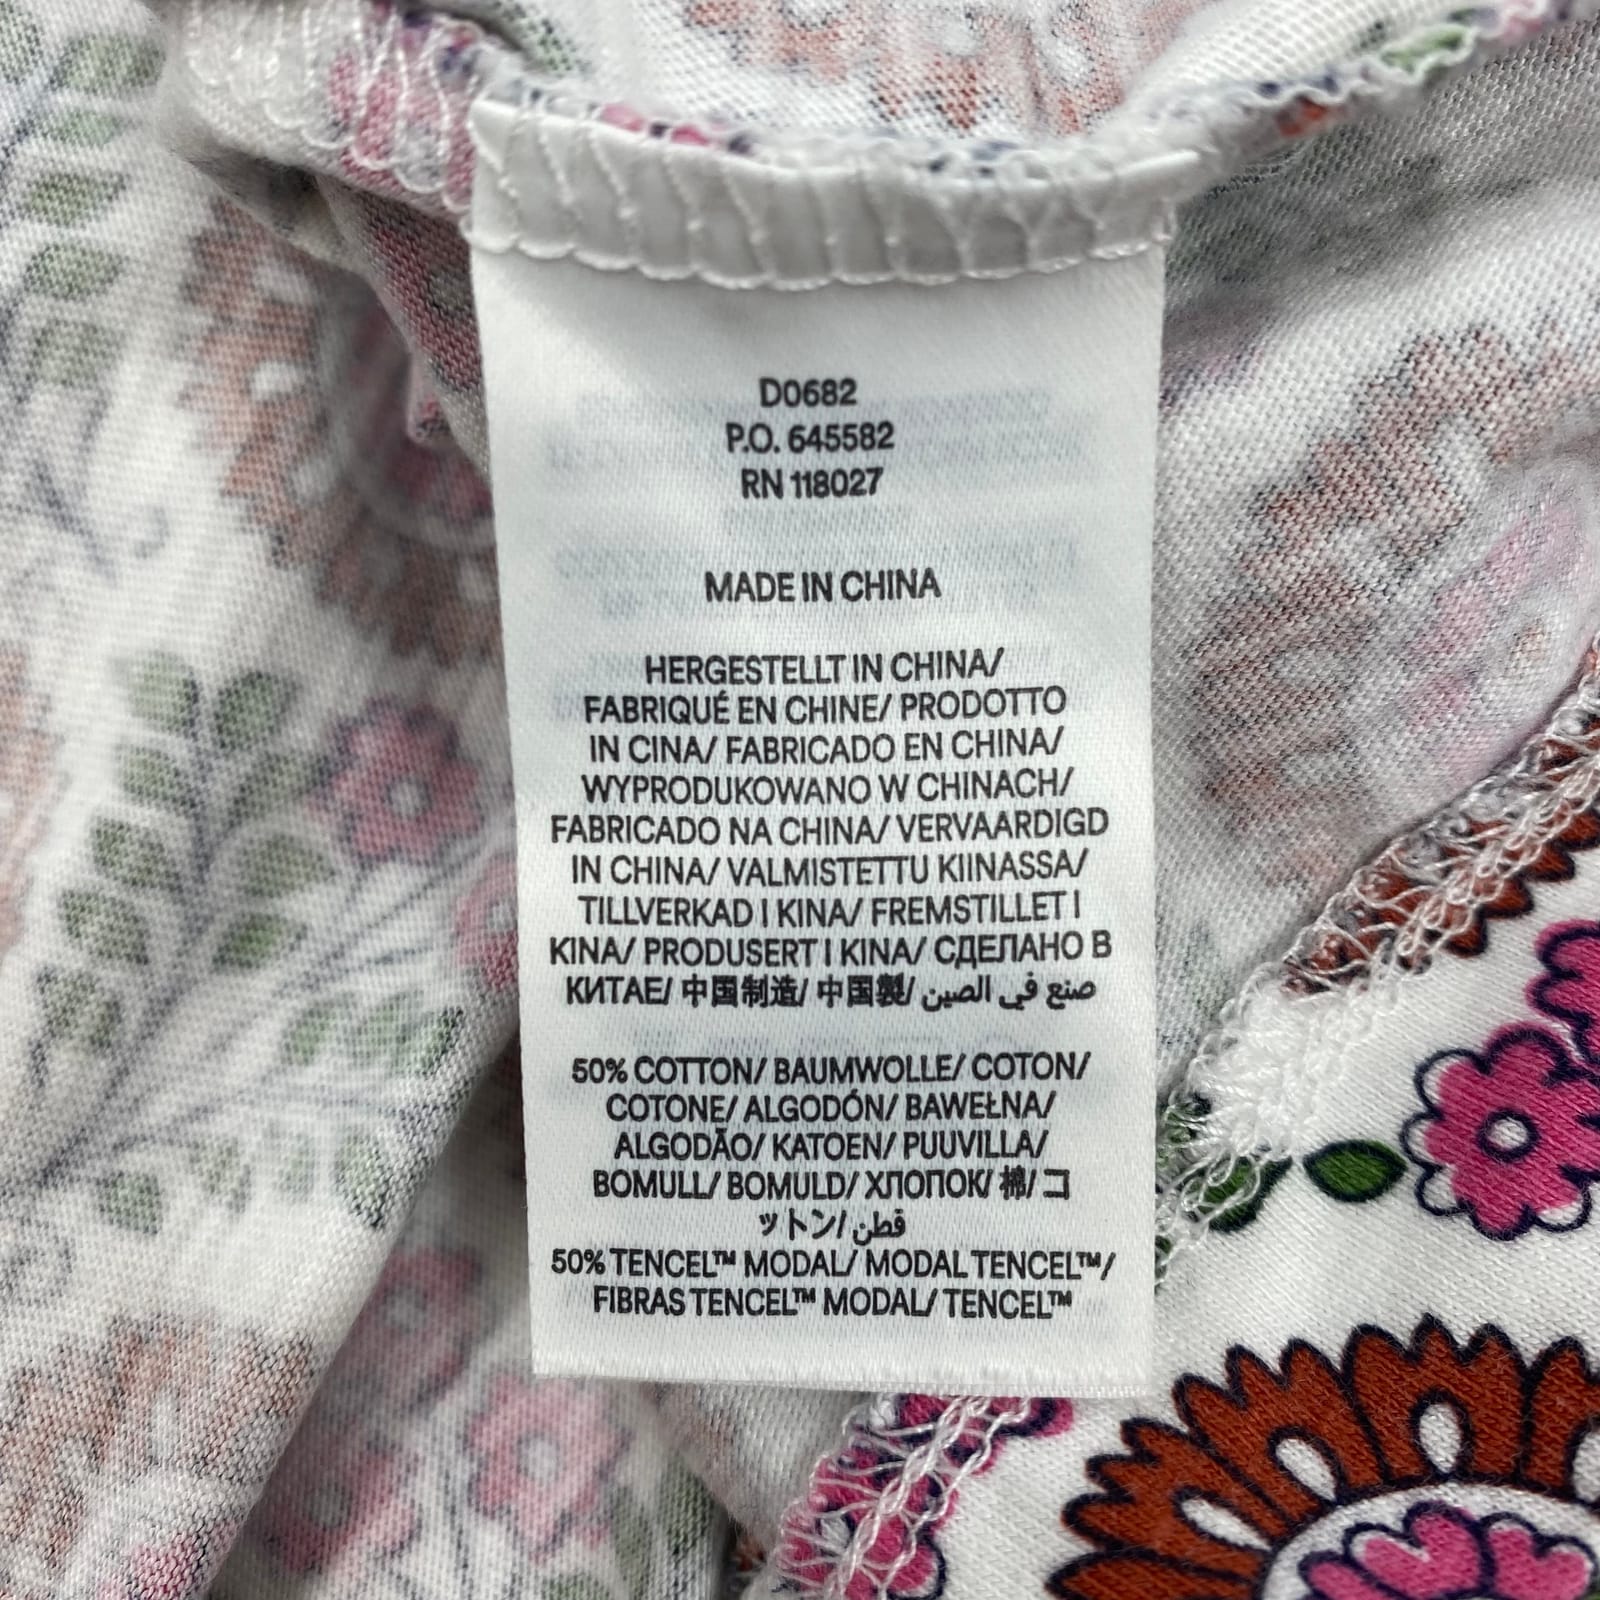 D0682
P.O. 645582
RN 118027
MADE IN CHINA
HERGESTELLT IN CHINA/
FABRIQUÉ EN CHINE/ PRODOTTO
IN CINA/ FABRICADO EN CHINA/
WYPRODUKOWANO W CHINACH/
FABRICADO NA CHINA/ VERVAARDIGD
IN CHINA/ VALMISTETTU KIINASSA/
TILLVERKAD I KINA/ FREMSTILLET I
KINA/ PRODUSERT I KINA/ СДЕЛАНО В
КИТАЕ/ 中国制造/ 中国製/ صنع في الصين
50% COTTON/ BAUMWOLLE/ COTON/
COTONE/ ALGODÓN/ BAWEŁNA/
ALGODÃO/ KATOEN/ PUUVILLA/
BOMULL/ BOMULD/ ХЛОПОК/ 棉/ コ
ットン/ قطن
50% TENCEL™ MODAL/ MODAL TENCEL™/
FIBRAS TENCEL™ MODAL/ TENCEL™